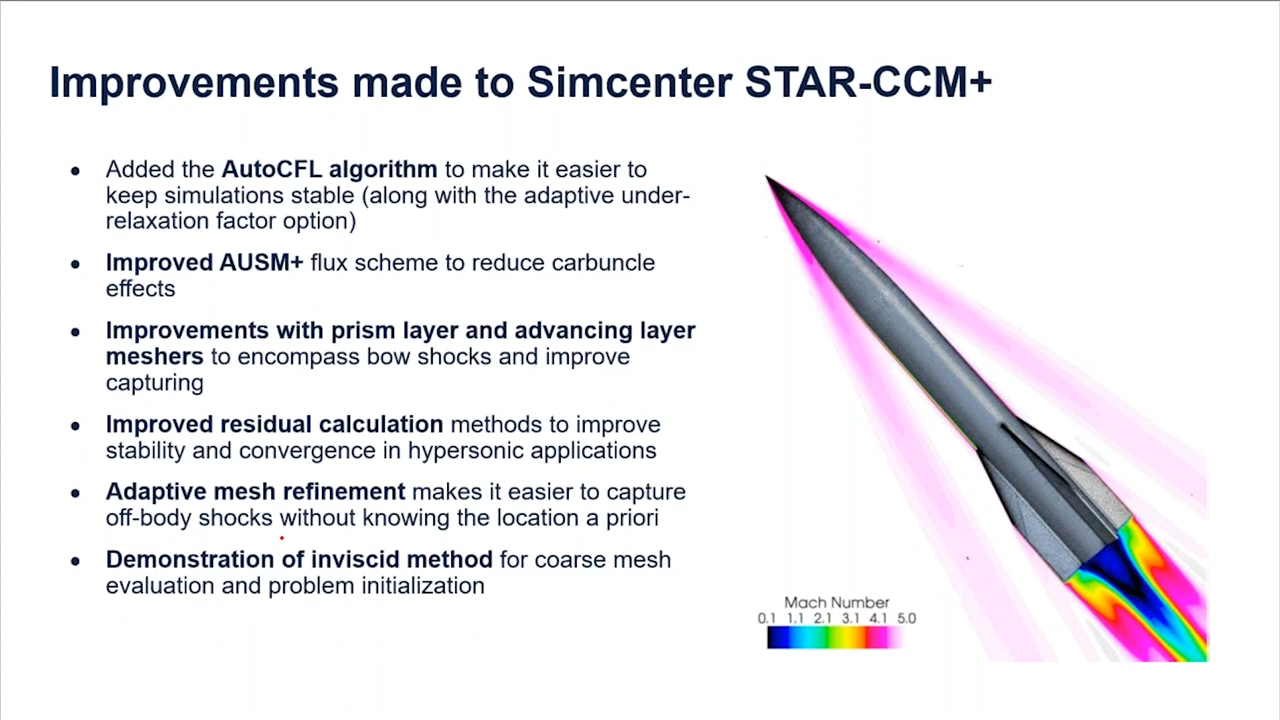 Improvements made to Simcenter STAR-CCM+
• Added the AutoCFL algorithm to make it easier to
keep simulations stable (along with the adaptive under-
relaxation factor option)
• Improved AUSM+ flux scheme to reduce carbuncle
effects
• Improvements with prism layer and advancing layer
meshers to encompass bow shocks and improve
capturing
• Improved residual calculation methods to improve
stability and convergence in hypersonic applications
• Adaptive mesh refinement makes it easier to capture
off-body shocks without knowing the location a priori
• Demonstration of inviscid method for coarse mesh
evaluation and problem initialization
Mach Number
0.1 1.1 2.1 3.1 4.1 5.0